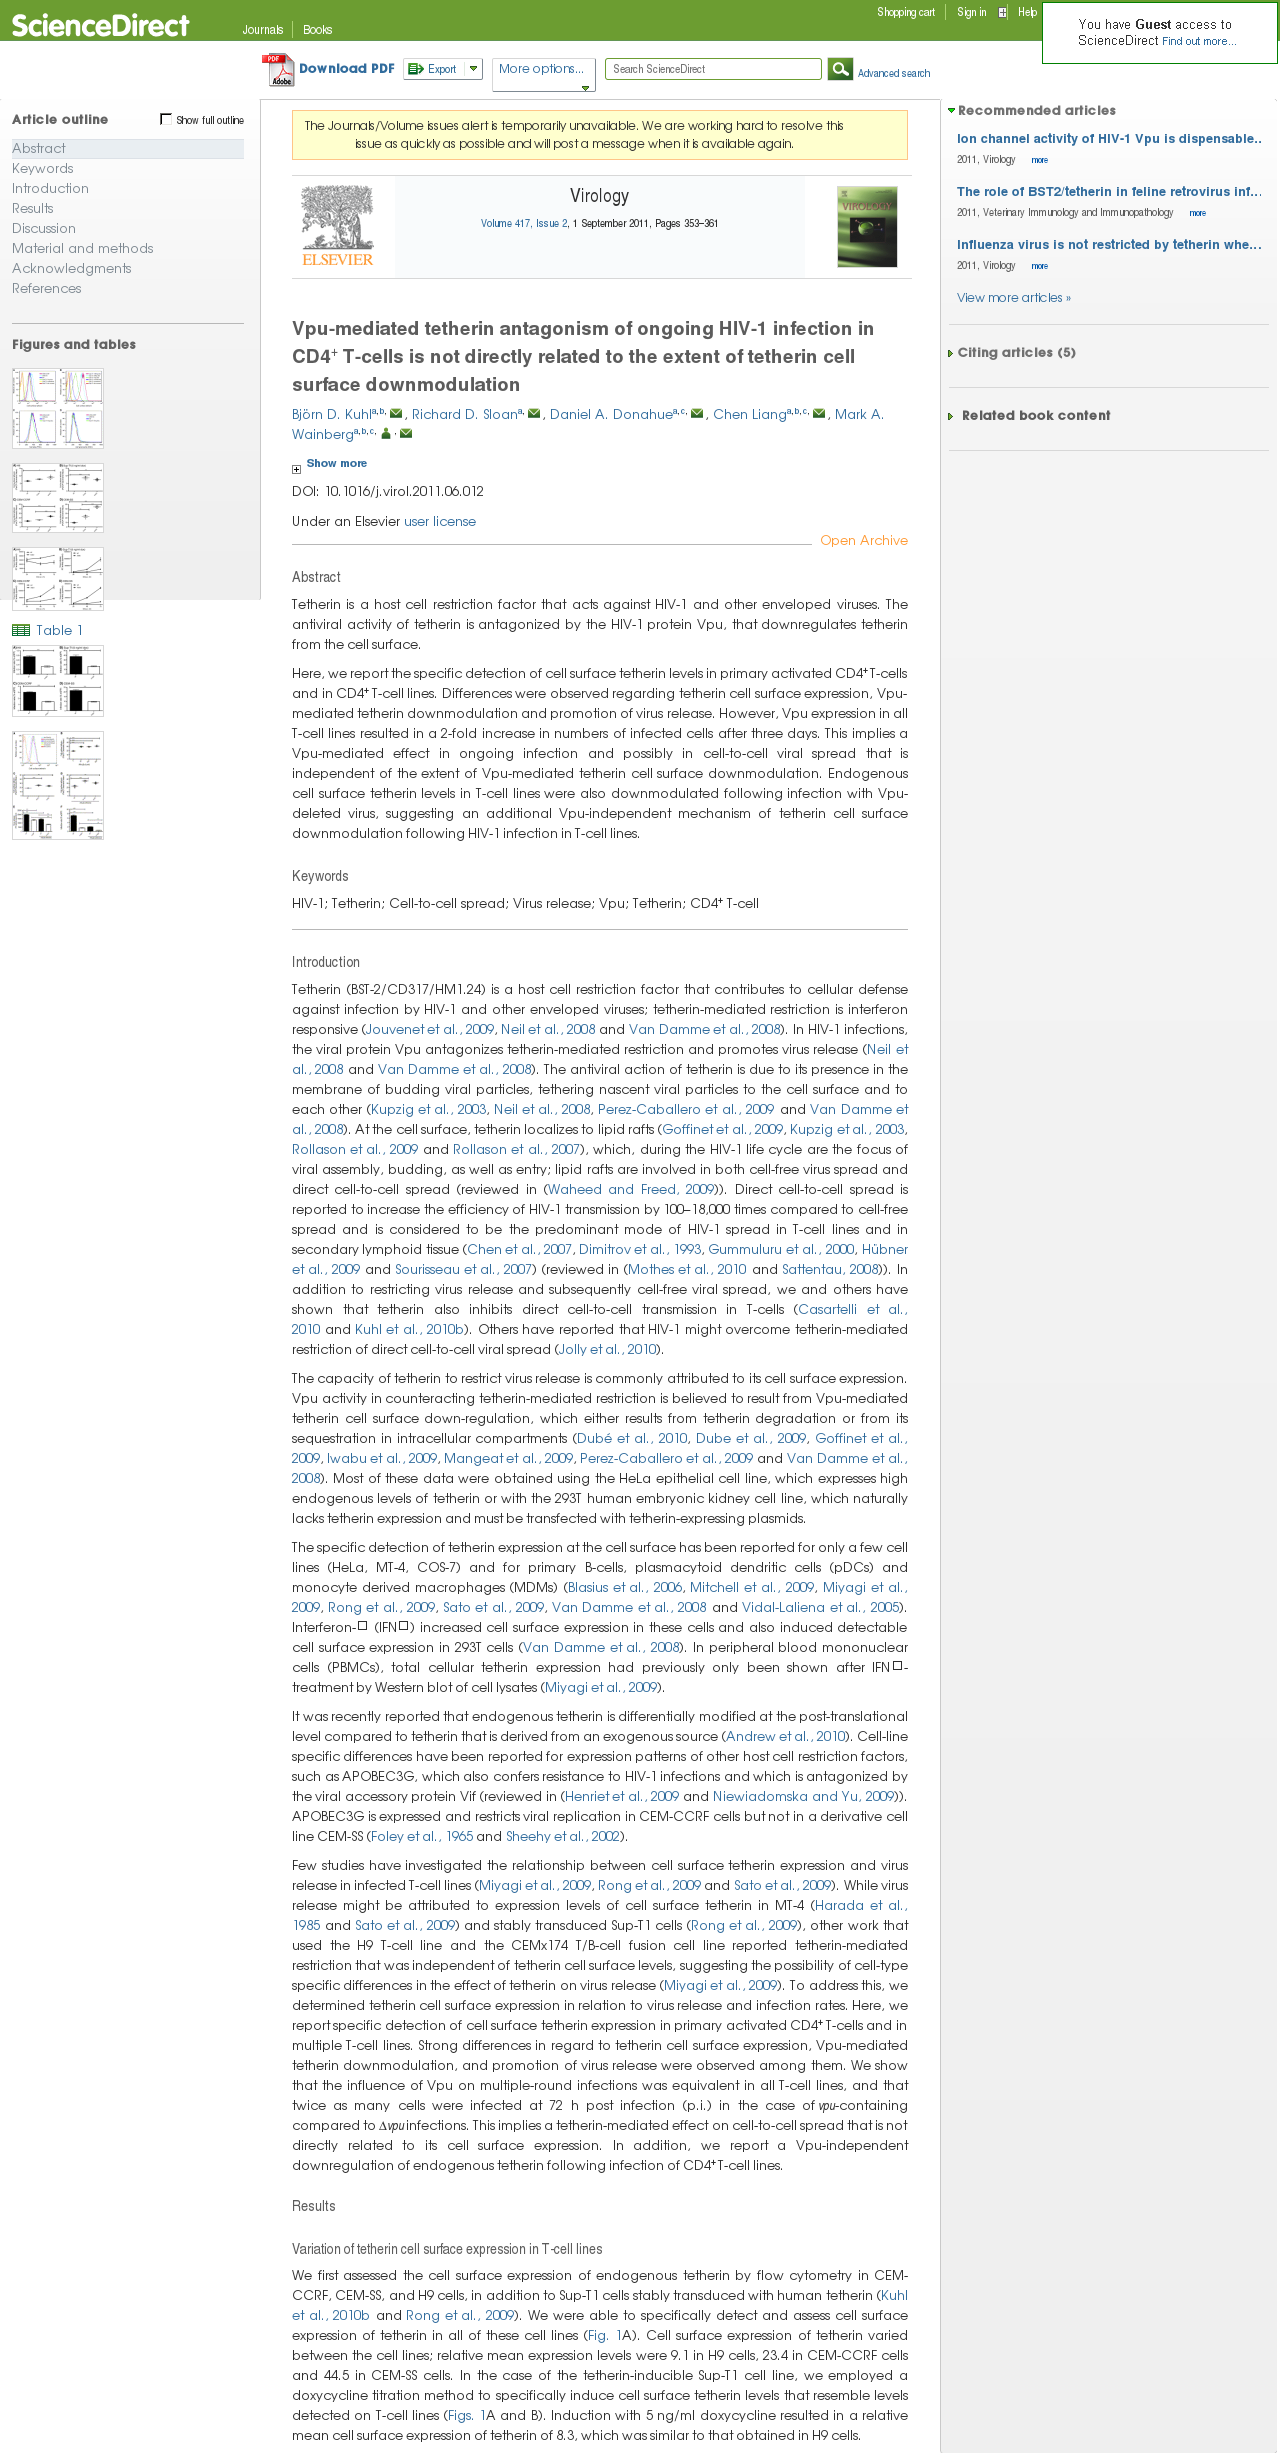 ScienceDirect
Journals
Books
Shopping cart
Sign in
Help
You have Guest access to
ScienceDirect Find out more...
Download PDF
Export
More options...
Search ScienceDirect
Advanced search
Article outline
Show full outline
Abstract
Keywords
Introduction
Results
Discussion
Material and methods
Acknowledgments
References
Figures and tables
Table 1
The Journals/Volume issues alert is temporarily unavailable. We are working hard to resolve this
issue as quickly as possible and will post a message when it is available again.
ELSEVIER
Virology
Volume 417, Issue 2, 1 September 2011, Pages 353–361
VIROLOGY
Vpu-mediated tetherin antagonism of ongoing HIV-1 infection in
CD4+ T-cells is not directly related to the extent of tetherin cell
surface downmodulation
Björn D. Kuhla,b, , Richard D. Sloana, , Daniel A. Donahuea,c, , Chen Lianga,b,c, , Mark A.
Wainberga,b,c, ,
Show more
DOI: 10.1016/j.virol.2011.06.012
Under an Elsevier user license
Open Archive
Abstract
Tetherin is a host cell restriction factor that acts against HIV-1 and other enveloped viruses. The
antiviral activity of tetherin is antagonized by the HIV-1 protein Vpu, that downregulates tetherin
from the cell surface.
Here, we report the specific detection of cell surface tetherin levels in primary activated CD4+ T-cells
and in CD4+ T-cell lines. Differences were observed regarding tetherin cell surface expression, Vpu-
mediated tetherin downmodulation and promotion of virus release. However, Vpu expression in all
T-cell lines resulted in a 2-fold increase in numbers of infected cells after three days. This implies a
Vpu-mediated effect in ongoing infection and possibly in cell-to-cell viral spread that is
independent of the extent of Vpu-mediated tetherin cell surface downmodulation. Endogenous
cell surface tetherin levels in T-cell lines were also downmodulated following infection with Vpu-
deleted virus, suggesting an additional Vpu-independent mechanism of tetherin cell surface
downmodulation following HIV-1 infection in T-cell lines.
Keywords
HIV-1; Tetherin; Cell-to-cell spread; Virus release; Vpu; Tetherin; CD4+ T-cell
Introduction
Tetherin (BST-2/CD317/HM1.24) is a host cell restriction factor that contributes to cellular defense
against infection by HIV-1 and other enveloped viruses; tetherin-mediated restriction is interferon
responsive (Jouvenet et al., 2009, Neil et al., 2008 and Van Damme et al., 2008). In HIV-1 infections,
the viral protein Vpu antagonizes tetherin-mediated restriction and promotes virus release (Neil et
al., 2008 and Van Damme et al., 2008). The antiviral action of tetherin is due to its presence in the
membrane of budding viral particles, tethering nascent viral particles to the cell surface and to
each other (Kupzig et al., 2003, Neil et al., 2008, Perez-Caballero et al., 2009 and Van Damme et
al., 2008). At the cell surface, tetherin localizes to lipid rafts (Goffinet et al., 2009, Kupzig et al., 2003,
Rollason et al., 2009 and Rollason et al., 2007), which, during the HIV-1 life cycle are the focus of
viral assembly, budding, as well as entry; lipid rafts are involved in both cell-free virus spread and
direct cell-to-cell spread (reviewed in (Waheed and Freed, 2009)). Direct cell-to-cell spread is
reported to increase the efficiency of HIV-1 transmission by 100–18,000 times compared to cell-free
spread and is considered to be the predominant mode of HIV-1 spread in T-cell lines and in
secondary lymphoid tissue (Chen et al., 2007, Dimitrov et al., 1993, Gummuluru et al., 2000, Hübner
et al., 2009 and Sourisseau et al., 2007) (reviewed in (Mothes et al., 2010 and Sattentau, 2008)). In
addition to restricting virus release and subsequently cell-free viral spread, we and others have
shown that tetherin also inhibits direct cell-to-cell transmission in T-cells (Casartelli et al.,
2010 and Kuhl et al., 2010b). Others have reported that HIV-1 might overcome tetherin-mediated
restriction of direct cell-to-cell viral spread (Jolly et al., 2010).
The capacity of tetherin to restrict virus release is commonly attributed to its cell surface expression.
Vpu activity in counteracting tetherin-mediated restriction is believed to result from Vpu-mediated
tetherin cell surface down-regulation, which either results from tetherin degradation or from its
sequestration in intracellular compartments (Dubé et al., 2010, Dube et al., 2009, Goffinet et al.,
2009, Iwabu et al., 2009, Mangeat et al., 2009, Perez-Caballero et al., 2009 and Van Damme et al.,
2008). Most of these data were obtained using the HeLa epithelial cell line, which expresses high
endogenous levels of tetherin or with the 293T human embryonic kidney cell line, which naturally
lacks tetherin expression and must be transfected with tetherin-expressing plasmids.
The specific detection of tetherin expression at the cell surface has been reported for only a few cell
lines (HeLa, MT-4, COS-7) and for primary B-cells, plasmacytoid dendritic cells (pDCs) and
monocyte derived macrophages (MDMs) (Blasius et al., 2006, Mitchell et al., 2009, Miyagi et al.,
2009, Rong et al., 2009, Sato et al., 2009, Van Damme et al., 2008 and Vidal-Laliena et al., 2005).
Interferon-□ (IFN□) increased cell surface expression in these cells and also induced detectable
cell surface expression in 293T cells (Van Damme et al., 2008). In peripheral blood mononuclear
cells (PBMCs), total cellular tetherin expression had previously only been shown after IFN□-
treatment by Western blot of cell lysates (Miyagi et al., 2009).
It was recently reported that endogenous tetherin is differentially modified at the post-translational
level compared to tetherin that is derived from an exogenous source (Andrew et al., 2010). Cell-line
specific differences have been reported for expression patterns of other host cell restriction factors,
such as APOBEC3G, which also confers resistance to HIV-1 infections and which is antagonized by
the viral accessory protein Vif (reviewed in (Henriet et al., 2009 and Niewiadomska and Yu, 2009)).
APOBEC3G is expressed and restricts viral replication in CEM-CCRF cells but not in a derivative cell
line CEM-SS (Foley et al., 1965 and Sheehy et al., 2002).
Few studies have investigated the relationship between cell surface tetherin expression and virus
release in infected T-cell lines (Miyagi et al., 2009, Rong et al., 2009 and Sato et al., 2009). While virus
release might be attributed to expression levels of cell surface tetherin in MT-4 (Harada et al.,
1985 and Sato et al., 2009) and stably transduced Sup-T1 cells (Rong et al., 2009), other work that
used the H9 T-cell line and the CEMx174 T/B-cell fusion cell line reported tetherin-mediated
restriction that was independent of tetherin cell surface levels, suggesting the possibility of cell-type
specific differences in the effect of tetherin on virus release (Miyagi et al., 2009). To address this, we
determined tetherin cell surface expression in relation to virus release and infection rates. Here, we
report specific detection of cell surface tetherin expression in primary activated CD4+ T-cells and in
multiple T-cell lines. Strong differences in regard to tetherin cell surface expression, Vpu-mediated
tetherin downmodulation, and promotion of virus release were observed among them. We show
that the influence of Vpu on multiple-round infections was equivalent in all T-cell lines, and that
twice as many cells were infected at 72 h post infection (p.i.) in the case of vpu-containing
compared to Δvpu infections. This implies a tetherin-mediated effect on cell-to-cell spread that is not
directly related to its cell surface expression. In addition, we report a Vpu-independent
downregulation of endogenous tetherin following infection of CD4+ T-cell lines.
Results
Variation of tetherin cell surface expression in T-cell lines
We first assessed the cell surface expression of endogenous tetherin by flow cytometry in CEM-
CCRF, CEM-SS, and H9 cells, in addition to Sup-T1 cells stably transduced with human tetherin (Kuhl
et al., 2010b and Rong et al., 2009). We were able to specifically detect and assess cell surface
expression of tetherin in all of these cell lines (Fig. 1A). Cell surface expression of tetherin varied
between the cell lines; relative mean expression levels were 9.1 in H9 cells, 23.4 in CEM-CCRF cells
and 44.5 in CEM-SS cells. In the case of the tetherin-inducible Sup-T1 cell line, we employed a
doxycycline titration method to specifically induce cell surface tetherin levels that resemble levels
detected on T-cell lines (Figs. 1A and B). Induction with 5 ng/ml doxycycline resulted in a relative
mean cell surface expression of tetherin of 8.3, which was similar to that obtained in H9 cells.
Recommended articles
Ion channel activity of HIV-1 Vpu is dispensable...
2011, Virology more
The role of BST2/tetherin in feline retrovirus inf...
2011, Veterinary Immunology and Immunopathology more
Influenza virus is not restricted by tetherin whe...
2011, Virology more
View more articles »
Citing articles (5)
Related book content